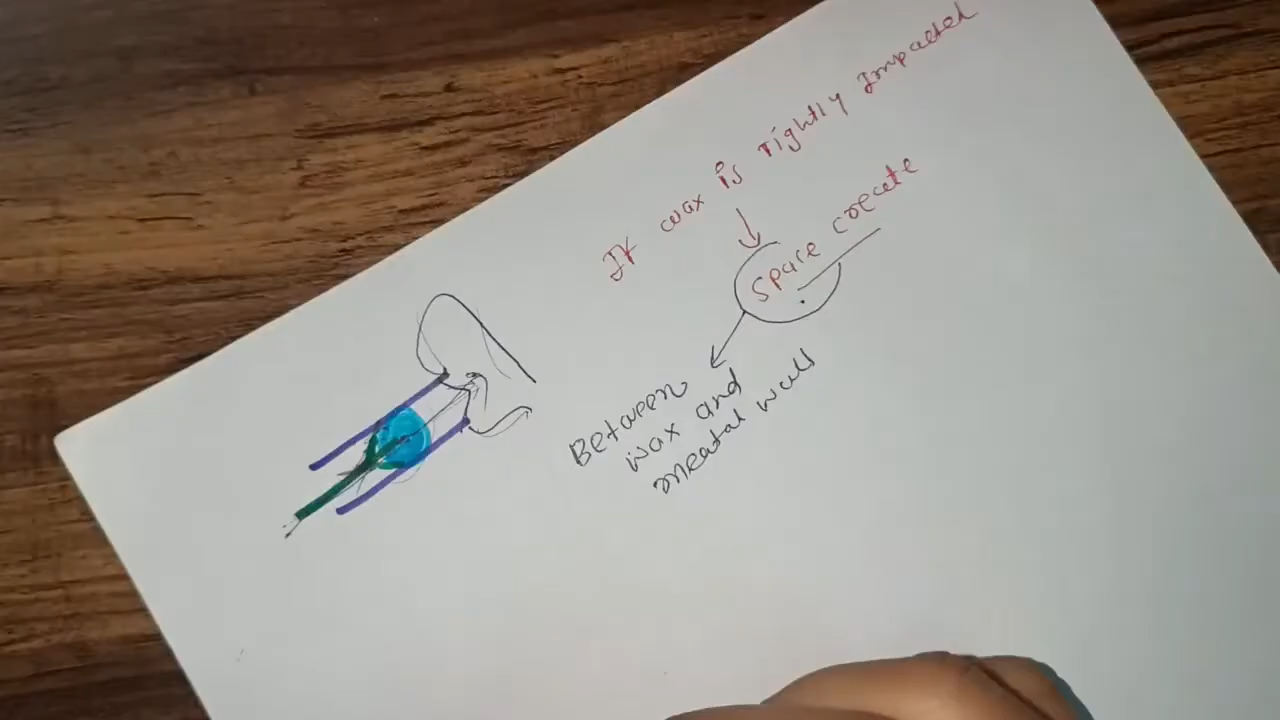 If wax is tightly Impacted
Space create
Between
wax and
meatal wall